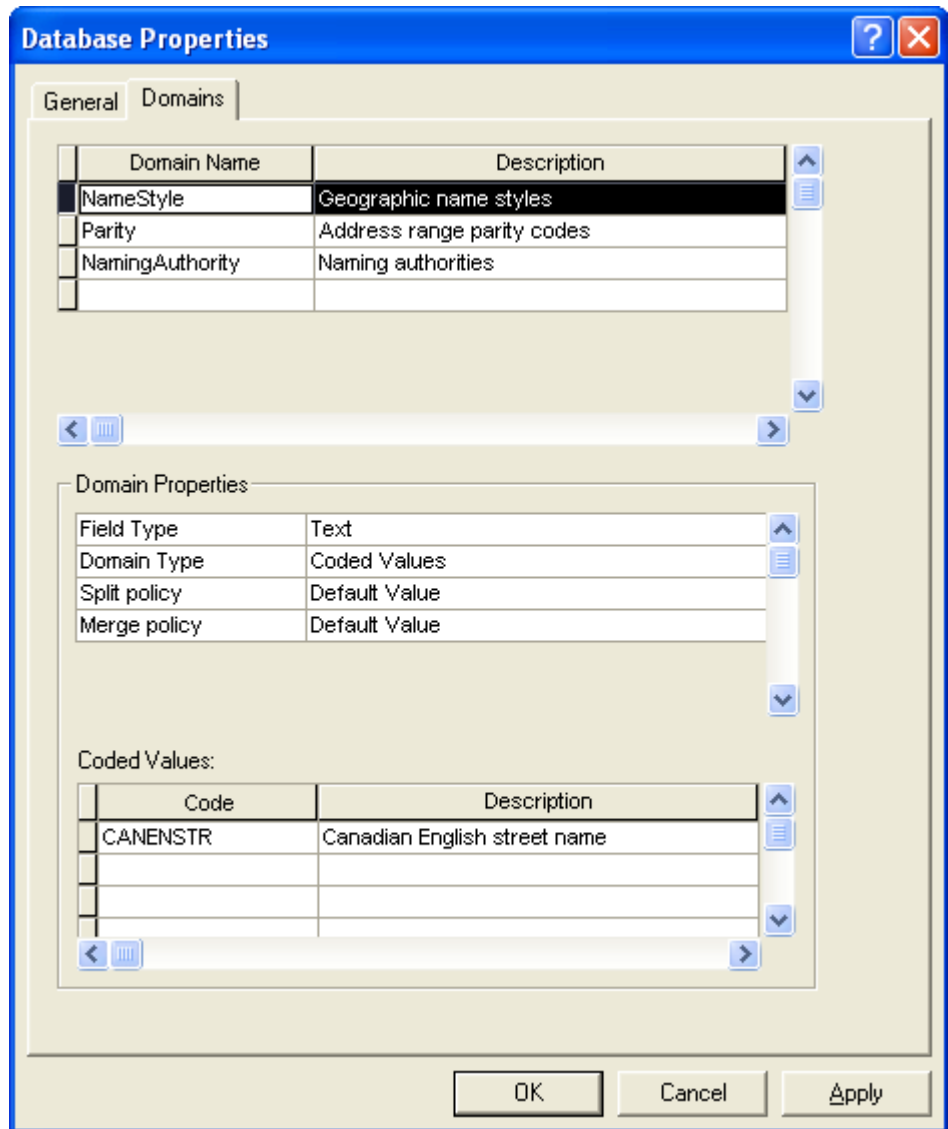 Database Properties
General Domains
Domain Name Description
NameStyle Geographic name styles
Parity Address range parity codes
NamingAuthority Naming authorities
Domain Properties
Field Type Text
Domain Type Coded Values
Split policy Default Value
Merge policy Default Value
Coded Values:
Code Description
CANENSTR Canadian English street name
OK Cancel Apply